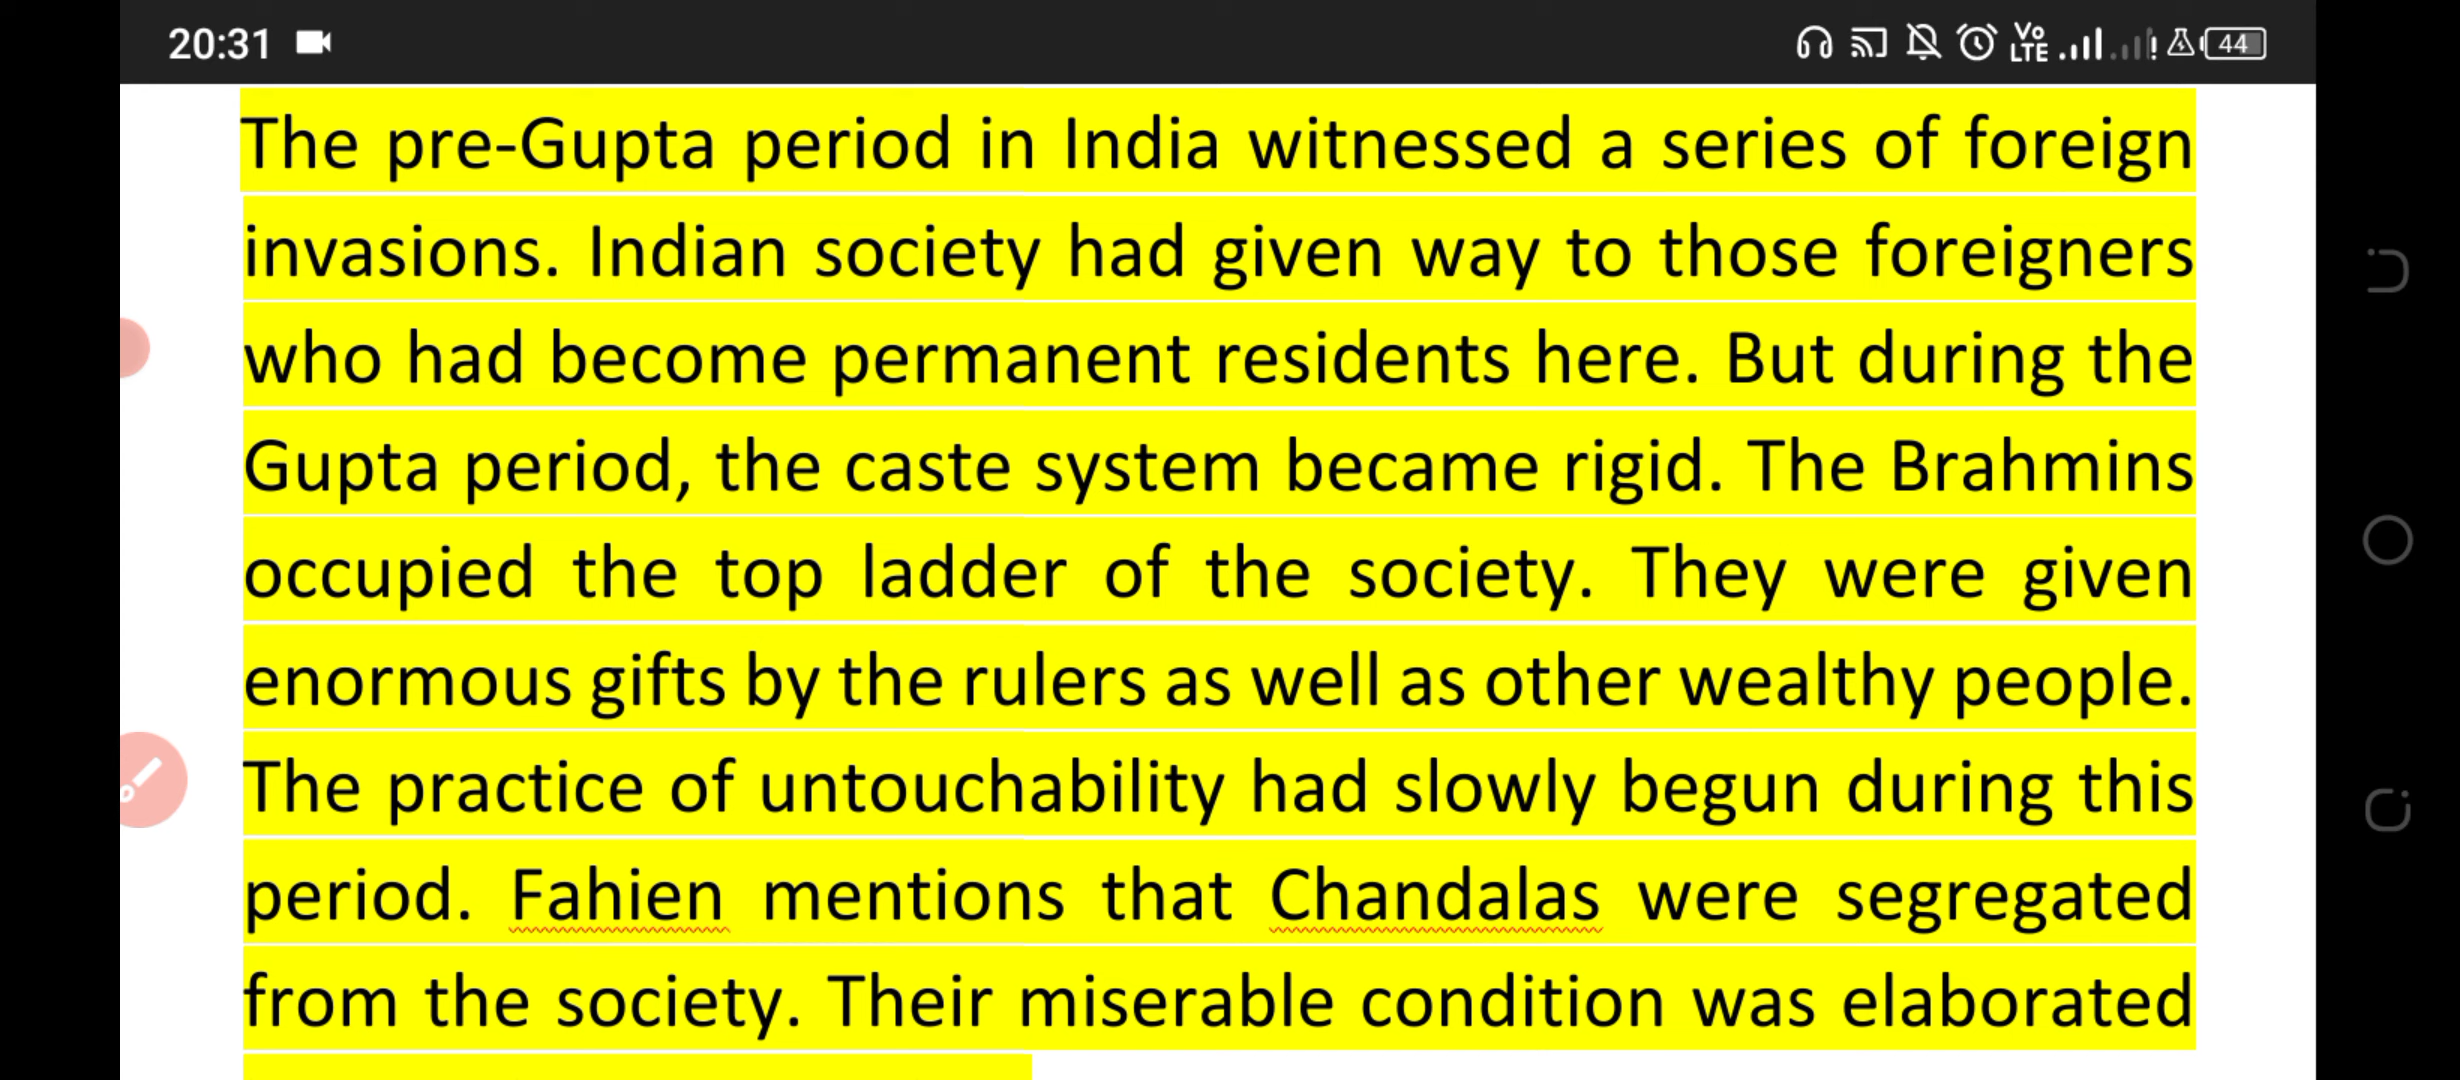 20:31 Vo LTE 44
The pre-Gupta period in India witnessed a series of foreign
invasions. Indian society had given way to those foreigners
who had become permanent residents here. But during the
Gupta period, the caste system became rigid. The Brahmins
occupied the top ladder of the society. They were given
enormous gifts by the rulers as well as other wealthy people.
The practice of untouchability had slowly begun during this
period. Fahien mentions that Chandalas were segregated
from the society. Their miserable condition was elaborated